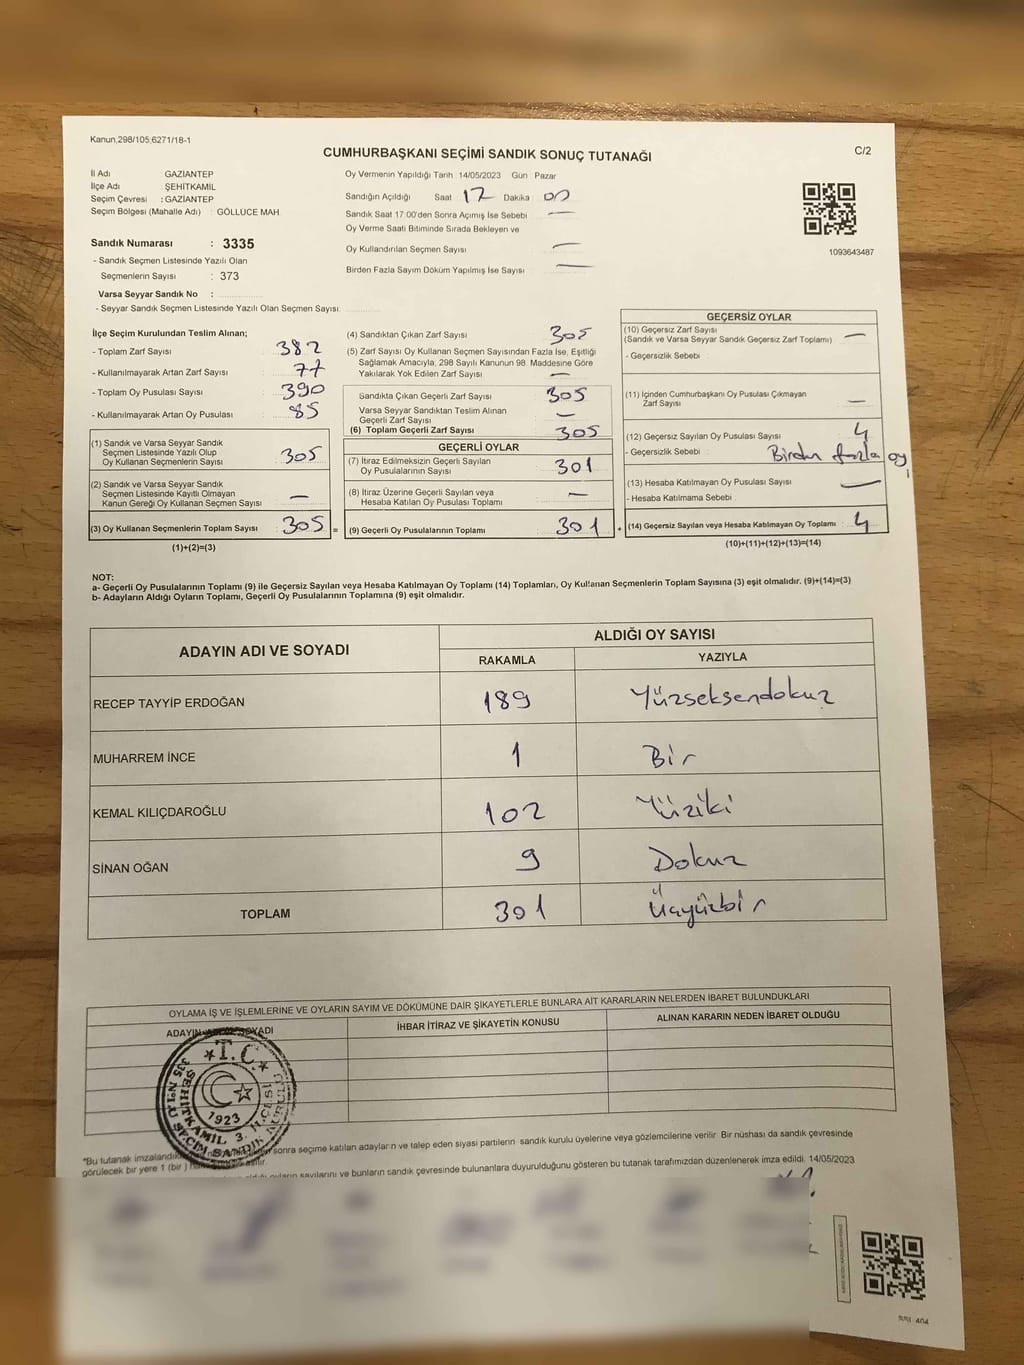 Kanun,298/105,6271/18-1
C/2
CUMHURBAŞKANI SEÇİMİ SANDIK SONUÇ TUTANAĞI
İl Adı GAZİANTEP
İlçe Adı : ŞEHİTKAMİL
Seçim Çevresi : GAZİANTEP
Seçim Bölgesi (Mahalle Adı) : GÖLLÜCE MAH.
Sandık Numarası : 3335
- Sandık Seçmen Listesinde Yazılı Olan
Seçmenlerin Sayısı : 373
Varsa Seyyar Sandık No :
- Seyyar Sandık Seçmen Listesinde Yazılı Olan Seçmen Sayısı:
Oy Vermenin Yapıldığı Tarih : 14/05/2023 Gün : Pazar
Sandığın Açıldığı Saat 17 Dakika 00
Sandık Saat 17:00'den Sonra Açımış İse Sebebi —
Oy Verme Saati Bitiminde Sırada Bekleyen ve
Oy Kullandırılan Seçmen Sayısı —
Birden Fazla Sayım Döküm Yapılmış İse Sayısı —
1093643487
İlçe Seçim Kurulundan Teslim Alınan;
- Toplam Zarf Sayısı 382
- Kullanılmayarak Artan Zarf Sayısı 77
- Toplam Oy Pusulası Sayısı 390
- Kullanılmayarak Artan Oy Pusulası 85
(1) Sandık ve Varsa Seyyar Sandık
Seçmen Listesinde Yazılı Olup
Oy Kullanan Seçmenlerin Sayısı 305
(2) Sandık ve Varsa Seyyar Sandık
Seçmen Listesinde Kayıtlı Olmayan
Kanun Gereği Oy Kullanan Seçmen Sayısı —
(3) Oy Kullanan Seçmenlerin Toplam Sayısı 305 =
(1)+(2)=(3)
(4) Sandıktan Çıkan Zarf Sayısı 305
(5) Zarf Sayısı Oy Kullanan Seçmen Sayısından Fazla İse, Eşitliği
Sağlamak Amacıyla, 298 Sayılı Kanunun 98. Maddesine Göre
Yakılarak Yok Edilen Zarf Sayısı —
Sandıkta Çıkan Geçerli Zarf Sayısı 305
Varsa Seyyar Sandıktan Teslim Alınan
Geçerli Zarf Sayısı —
(6) Toplam Geçerli Zarf Sayısı 305
GEÇERLİ OYLAR
(7) İtiraz Edilmeksizin Geçerli Sayılan
Oy Pusulalarının Sayısı 301
(8) İtiraz Üzerine Geçerli Sayılan veya
Hesaba Katılan Oy Pusulası Sayısı —
(9) Geçerli Oy Pusulalarının Toplamı 301 +
GEÇERSİZ OYLAR
(10) Geçersiz Zarf Sayısı
(Sandık ve Varsa Seyyar Sandık Geçersiz Zarf Toplamı) —
- Geçersizlik Sebebi :
(11) İçinden Cumhurbaşkanı Oy Pusulası Çıkmayan
Zarf Sayısı —
(12) Geçersiz Sayılan Oy Pusulası Sayısı 4
- Geçersizlik Sebebi : Birden fazla oy
(13) Hesaba Katılmayan Oy Pusulası Sayısı —
- Hesaba Katılmama Sebebi :
(14) Geçersiz Sayılan veya Hesaba Katılmayan Oy Toplamı : 4
(10)+(11)+(12)+(13)=(14)
NOT:
a- Geçerli Oy Pusulalarının Toplamı (9) ile Geçersiz Sayılan veya Hesaba Katılmayan Oy Toplamı (14) Toplamları, Oy Kullanan Seçmenlerin Toplam Sayısına (3) eşit olmalıdır. (9)+(14)=(3)
b- Adayların Aldığı Oyların Toplamı, Geçerli Oy Pusulalarının Toplamına (9) eşit olmalıdır.
ADAYIN ADI VE SOYADI
ALDIĞI OY SAYISI
RAKAMLA YAZIYLA
RECEP TAYYİP ERDOĞAN 189 Yüzseksendokuz
MUHARREM İNCE 1 Bir
KEMAL KILIÇDAROĞLU 102 Yüziki
SİNAN OĞAN 9 Dokuz
TOPLAM 301 Üçyüzbir
OYLAMA İŞ VE İŞLEMLERİNE VE OYLARIN SAYIM VE DÖKÜMÜNE DAİR ŞİKAYETLERLE BUNLARA AİT KARARLARIN NELERDEN İBARET BULUNDUKLARI
ADAYIN ADI SOYADI İHBAR İTİRAZ VE ŞİKAYETİN KONUSU ALINAN KARARIN NEDEN İBARET OLDUĞU
T.C.
1923
ŞEHİTKAMİL 3. İLÇESİ
SEÇİM SANDIK KURULU
*Bu tutanak imzalandıktan sonra seçime katılan adayların ve talep eden siyasi partilerin sandık kurulu üyelerine veya gözlemcilerine verilir. Bir nüshası da sandık çevresinde
görülecek bir yere 1 (bir)
oyların sayılarını ve bunların sandık çevresinde bulunanlara duyurulduğunu gösteren bu tutanak tarafımızdan düzenlenerek imza edildi. 14/05/2023